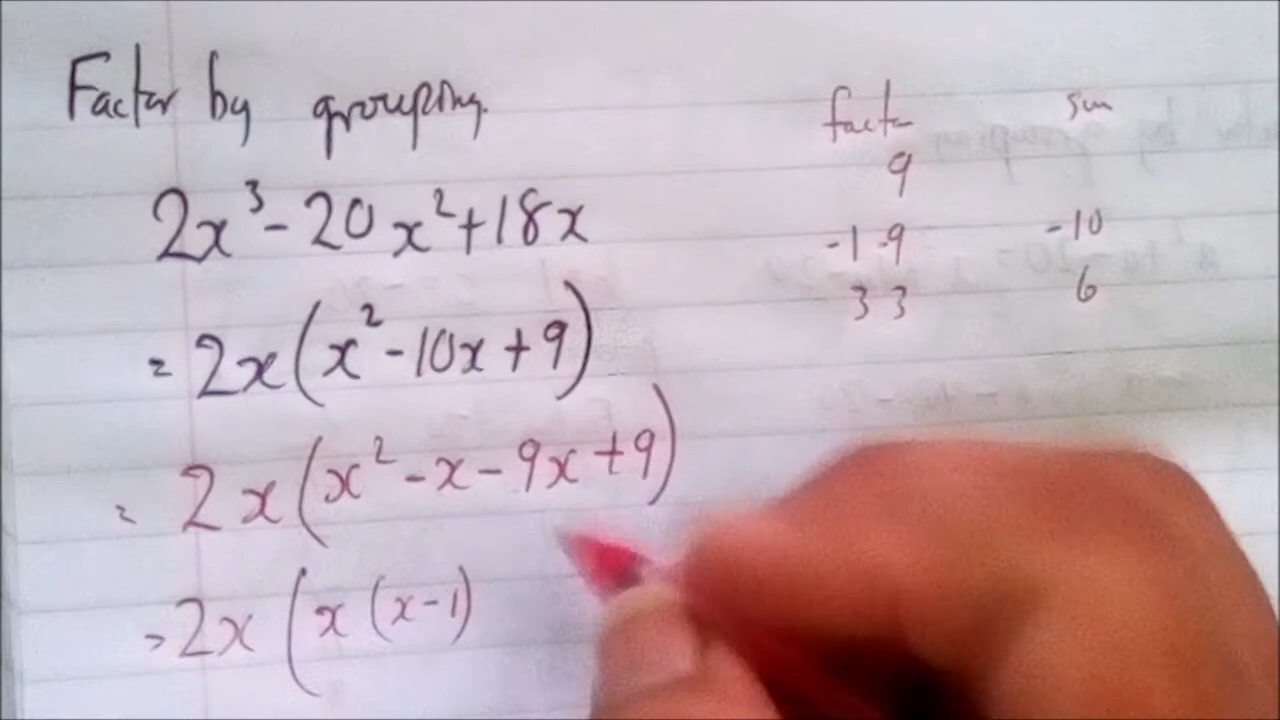 Factor by grouping.
2x³ - 20x² + 18x
= 2x(x² - 10x + 9)
= 2x(x² - x - 9x + 9)
= 2x(x(x-1)
factor sum
9
-1 -9 -10
3 3 6